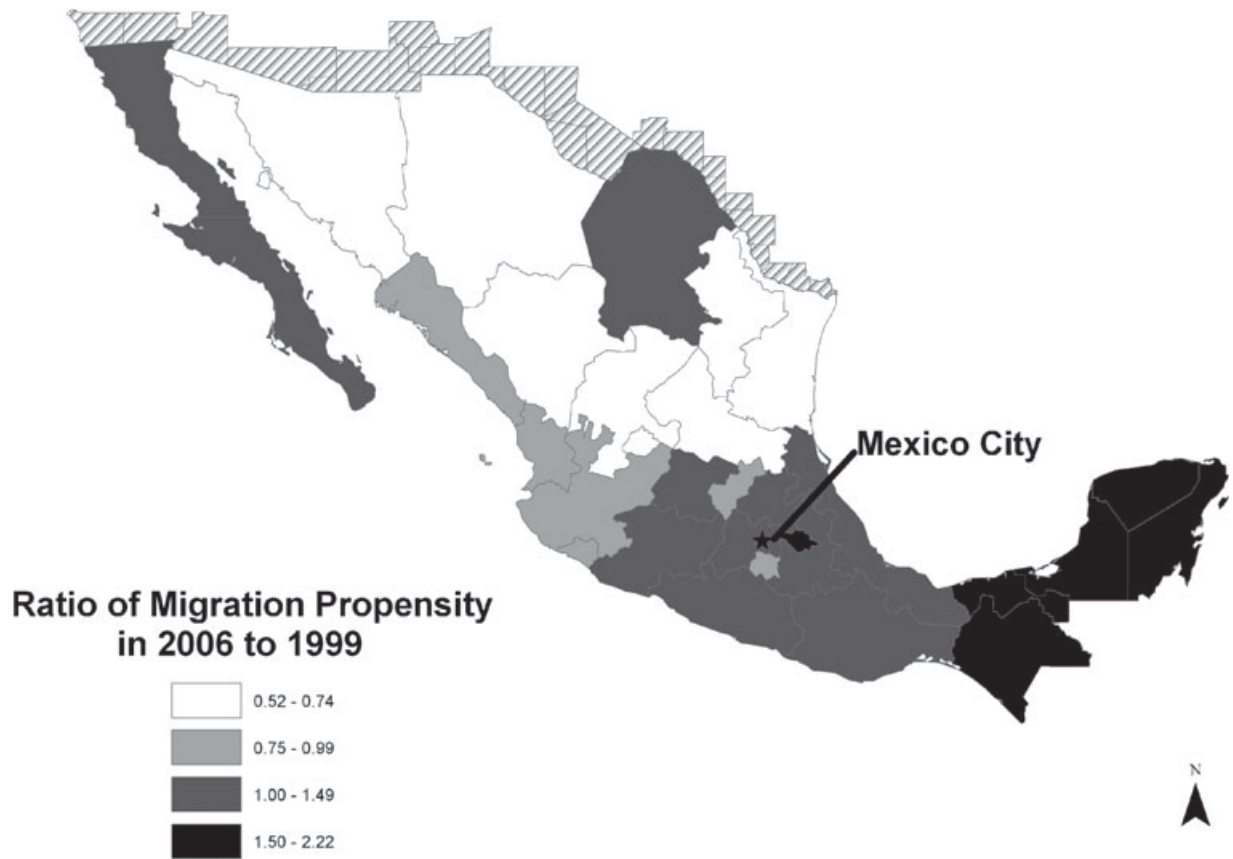 Mexico City
Ratio of Migration Propensity
in 2006 to 1999
0.52 - 0.74
0.75 - 0.99
1.00 - 1.49
1.50 - 2.22
N